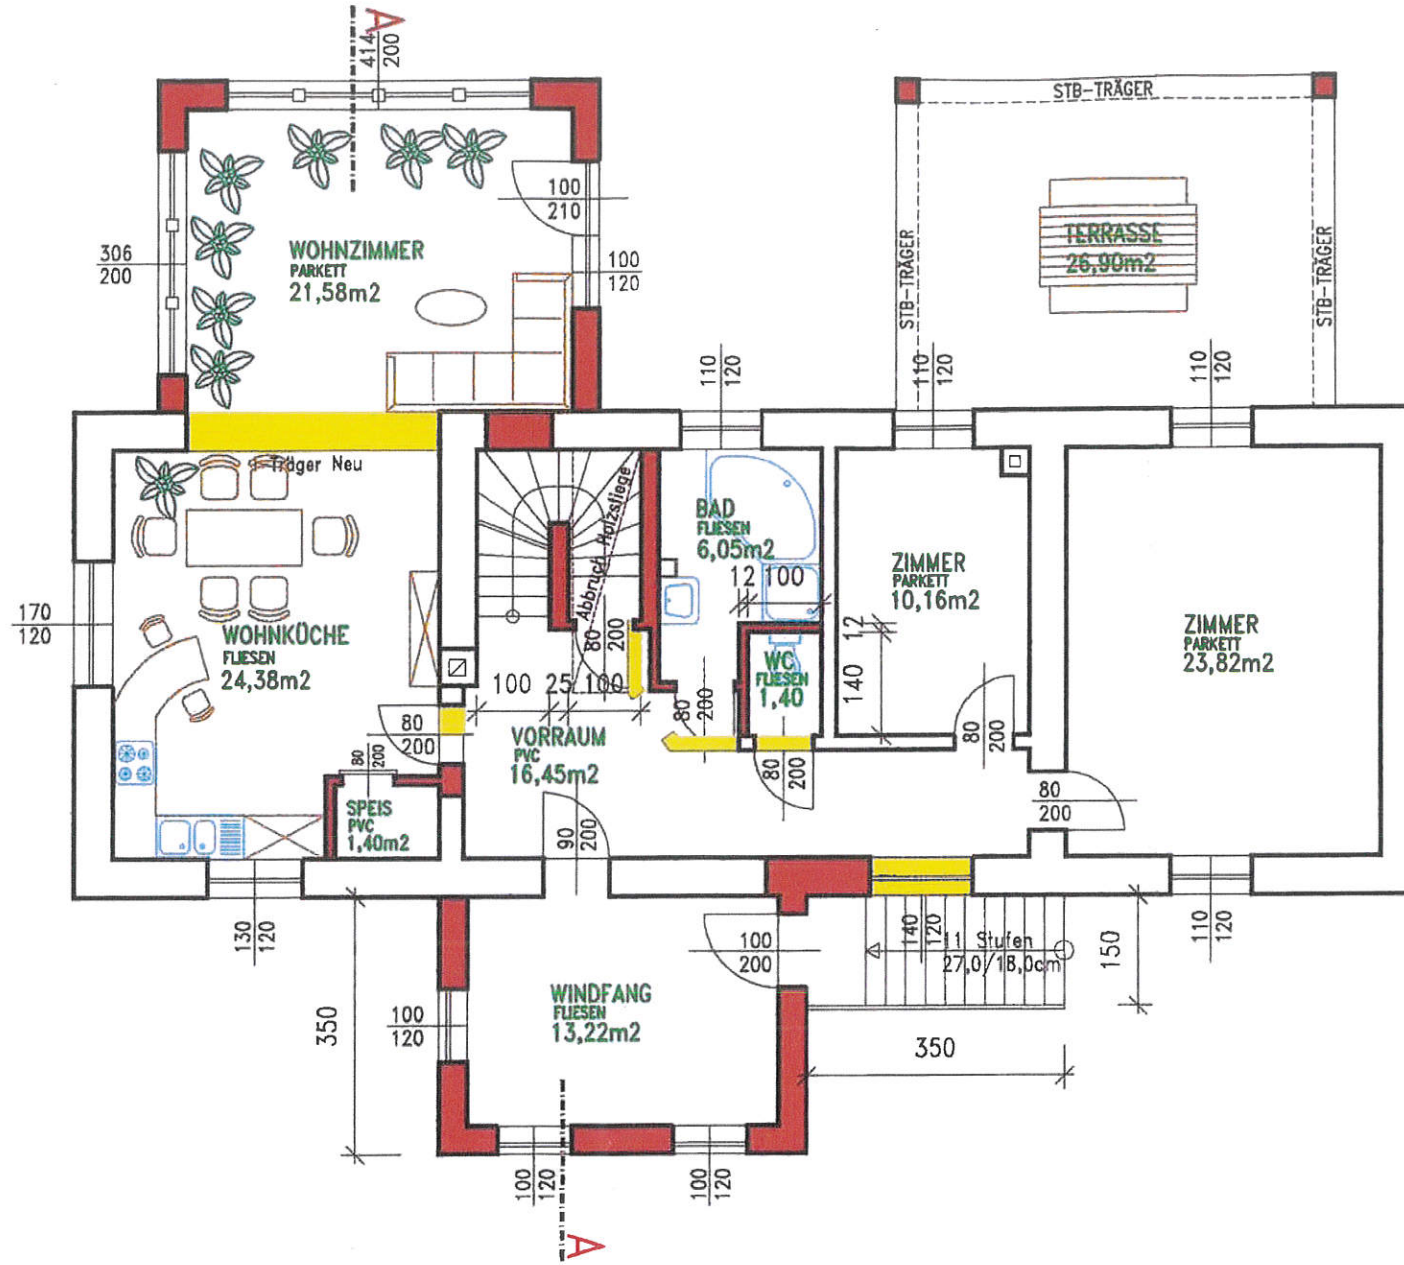 A
414
200
STB-TRÄGER
100
210
306
200
WOHNZIMMER
PARKETT
21,58m2
100
120
STB-TRÄGER
TERRASSE
26,90m2
STB-TRÄGER
110
120
110
120
110
120
I-Träger Neu
Abbruch Holzstiege
BAD
FLIESEN
6,05m2
12 100
ZIMMER
PARKETT
10,16m2
170
120
WOHNKÜCHE
FLIESEN
24,38m2
80
200
12
140
ZIMMER
PARKETT
23,82m2
WC
FLIESEN
1,40
100 25 100
80
200
80
200
VORRAUM
PVC
16,45m2
80
200
80
200
80
200
80
200
SPEIS
PVC
1,40m2
90
200
130
120
140
120
110
120
11 Stufen
27,0/18,0cm
150
100
200
350
WINDFANG
FLIESEN
13,22m2
100
120
350
100
120
100
120
A